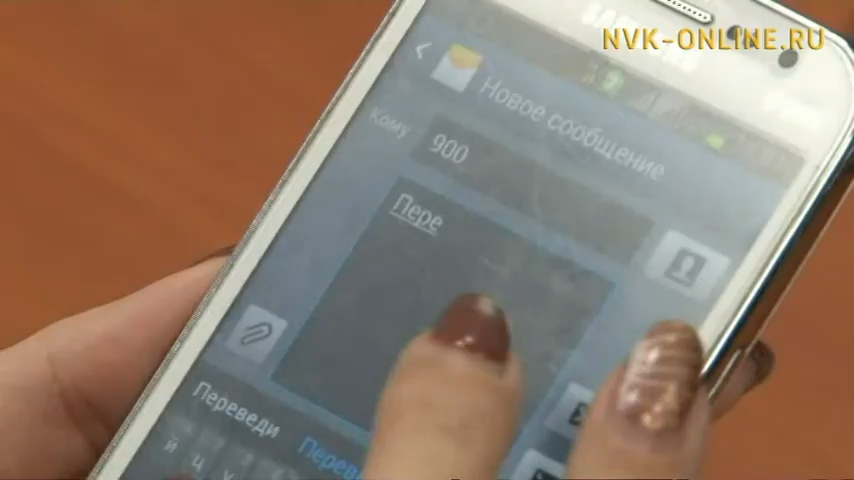 NVK-ONLINE.RU
SAMSUNG
Новое сообщение
Кому
900
Пере
Переведи
й ц у